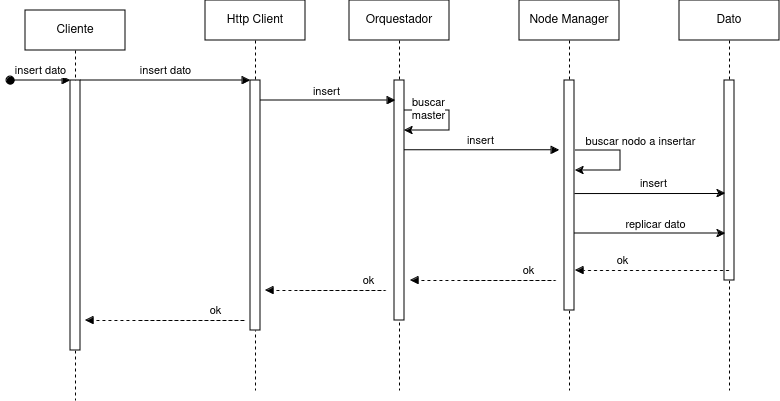 Cliente
Http Client
Orquestador
Node Manager
Dato
insert dato
insert dato
insert
buscar
master
insert
buscar nodo a insertar
insert
replicar dato
ok
ok
ok
ok